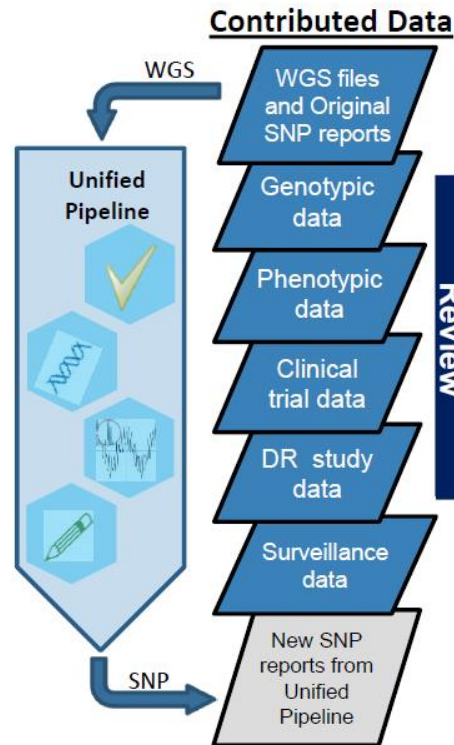 Contributed Data
WGS
WGS files
and Original
SNP reports
Unified
Pipeline
Genotypic
data
Phenotypic
data
Clinical
trial data
DR study
data
Surveillance
data
Review
New SNP
reports from
Unified
Pipeline
SNP